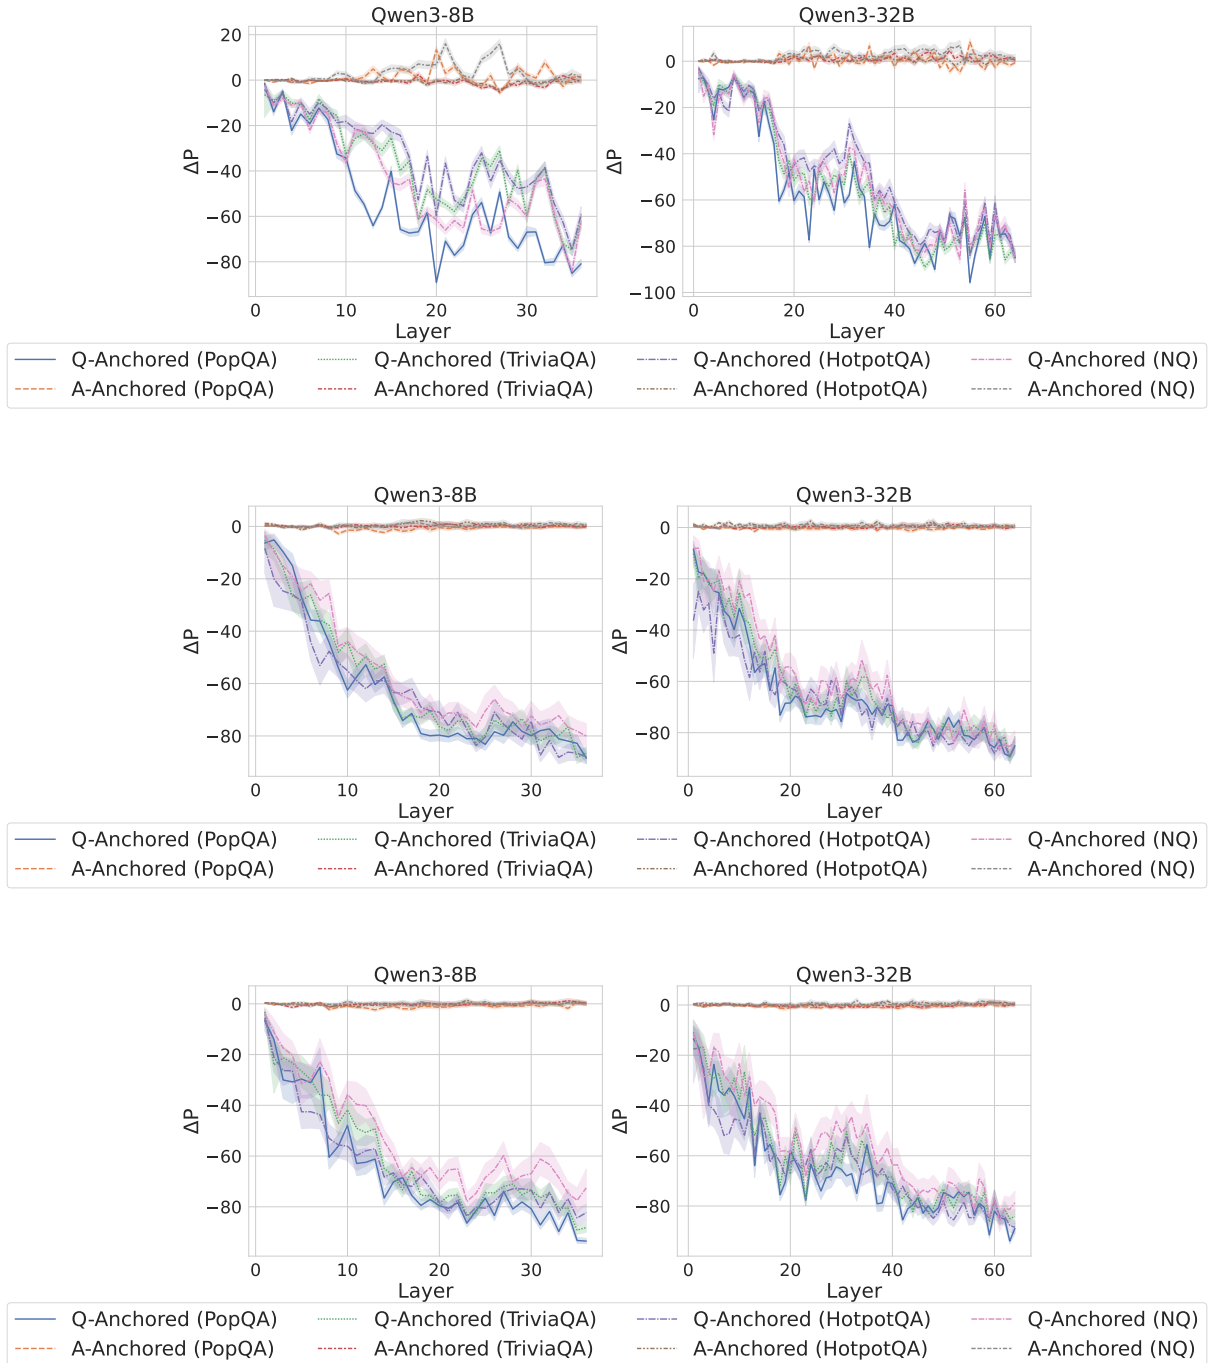 Qwen3-8B Qwen3-32B
20
0
−20
−40
−60
−80
ΔP
0 10 20 30
Layer
0
−20
−40
−60
−80
−100
ΔP
0 20 40 60
Layer
Q-Anchored (PopQA) Q-Anchored (TriviaQA) Q-Anchored (HotpotQA) Q-Anchored (NQ)
A-Anchored (PopQA) A-Anchored (TriviaQA) A-Anchored (HotpotQA) A-Anchored (NQ)
Qwen3-8B Qwen3-32B
0
−20
−40
−60
−80
ΔP
0 10 20 30
Layer
0
−20
−40
−60
−80
ΔP
0 20 40 60
Layer
Q-Anchored (PopQA) Q-Anchored (TriviaQA) Q-Anchored (HotpotQA) Q-Anchored (NQ)
A-Anchored (PopQA) A-Anchored (TriviaQA) A-Anchored (HotpotQA) A-Anchored (NQ)
Qwen3-8B Qwen3-32B
0
−20
−40
−60
−80
ΔP
0 10 20 30
Layer
0
−20
−40
−60
−80
ΔP
0 20 40 60
Layer
Q-Anchored (PopQA) Q-Anchored (TriviaQA) Q-Anchored (HotpotQA) Q-Anchored (NQ)
A-Anchored (PopQA) A-Anchored (TriviaQA) A-Anchored (HotpotQA) A-Anchored (NQ)